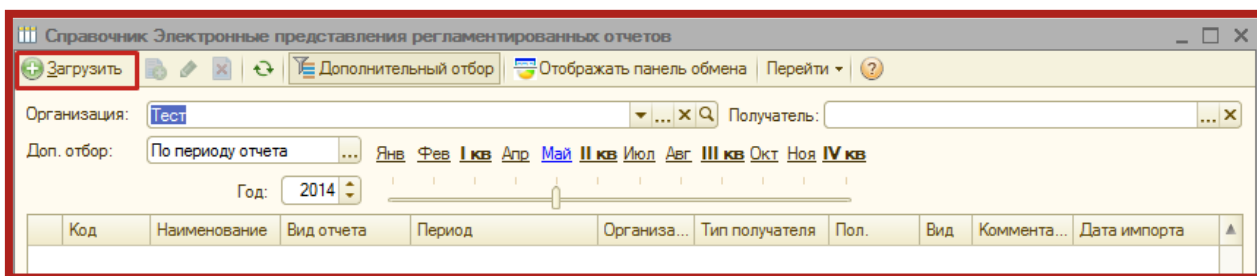 Справочник Электронные представления регламентированных отчетов
Загрузить Дополнительный отбор Отображать панель обмена Перейти
Организация: Тест ... Получатель: ...
Доп. отбор: По периоду отчета ... Янв Фев I кв Апр Май II кв Июл Авг III кв Окт Ноя IV кв
Год: 2014
Код Наименование Вид отчета Период Организа... Тип получателя Пол. Вид Коммента... Дата импорта